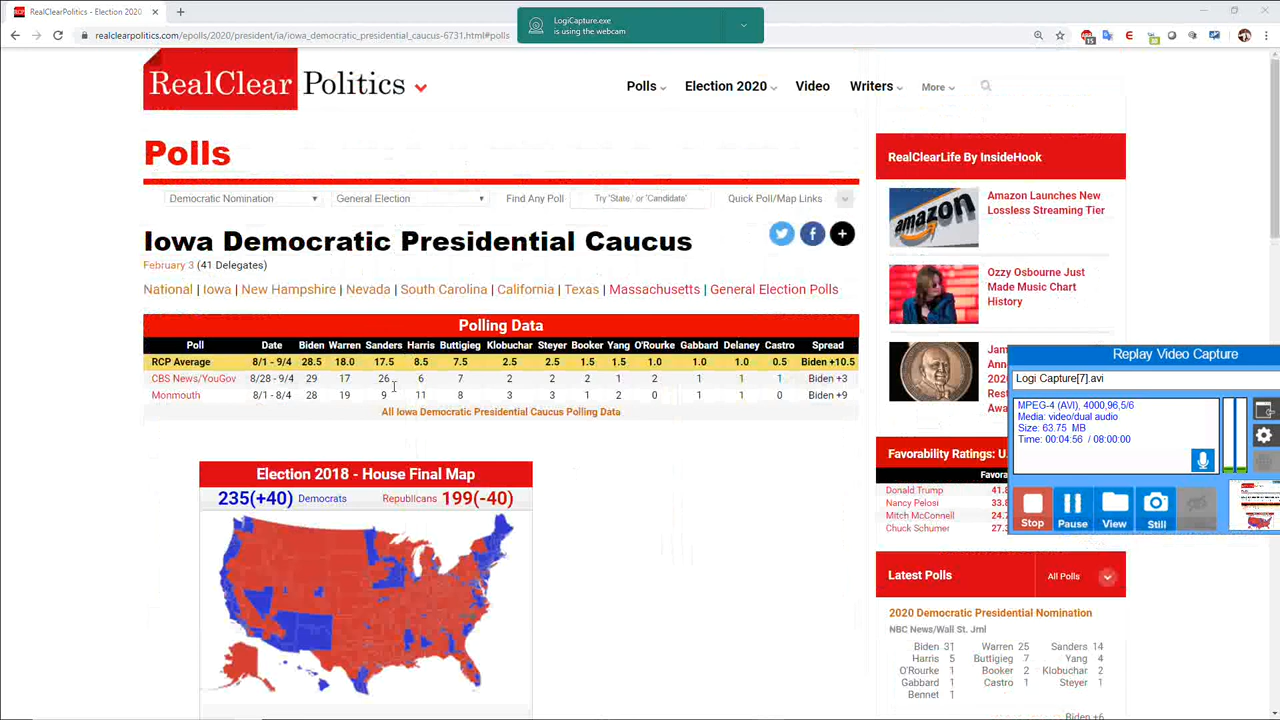 RealClearPolitics - Election 2020
LogiCapture.exe
is using the webcam
realclearpolitics.com/epolls/2020/president/ia/iowa_democratic_presidential_caucus-6731.html#polls
RealClear Politics
Polls Election 2020 Video Writers More
Polls
Democratic Nomination General Election Find Any Poll Try 'State,' or 'Candidate' Quick Poll/Map Links
Iowa Democratic Presidential Caucus
February 3 (41 Delegates)
National | Iowa | New Hampshire | Nevada | South Carolina | California | Texas | Massachusetts | General Election Polls
Polling Data
Poll Date Biden Warren Sanders Harris Buttigieg Klobuchar Steyer Booker Yang O'Rourke Gabbard Delaney Castro Spread
RCP Average 8/1 - 9/4 28.5 18.0 17.5 8.5 7.5 2.5 2.5 1.5 1.5 1.0 1.0 1.0 0.5 Biden +10.5
CBS News/YouGov 8/28 - 9/4 29 17 26 6 7 2 2 2 1 2 1 1 1 Biden +3
Monmouth 8/1 - 8/4 28 19 9 11 8 3 3 1 2 0 1 1 0 Biden +9
All Iowa Democratic Presidential Caucus Polling Data
Election 2018 - House Final Map
235(+40) Democrats Republicans 199(-40)
RealClearLife By InsideHook
Amazon Launches New
Lossless Streaming Tier
amazon
Ozzy Osbourne Just
Made Music Chart
History
Replay Video Capture
Logi Capture[7].avi
MPEG-4 (AVI), 4000,96,5/6
Media: video/dual audio
Size: 63.75 MB
Time: 00:04:56 / 08:00:00
Stop Pause View Still
Favorability Ratings: U.
Favora
Donald Trump 41.8
Nancy Pelosi 33.
Mitch McConnell 24.
Chuck Schumer 27.
Latest Polls All Polls
2020 Democratic Presidential Nomination
NBC News/Wall St. Jrnl
Biden 31 Warren 25 Sanders 14
Harris 5 Buttigieg 7 Yang 4
O'Rourke 1 Booker 2 Klobuchar 2
Gabbard 1 Castro 1 Steyer 1
Bennet 1
Biden +6